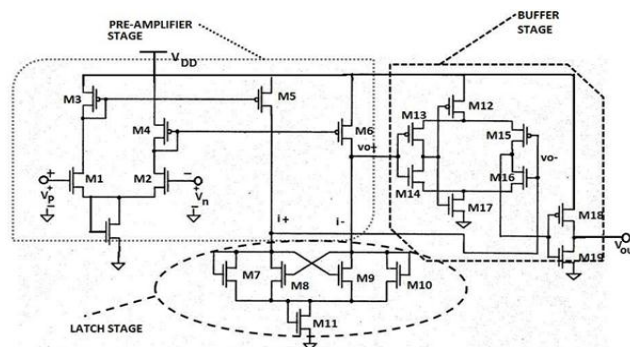 PRE-AMPLIFIER
STAGE
BUFFER
STAGE
VDD
M3
M5
M12
M13
M15
M4
M6
vo+
vo-
M1
M2
M14
M16
+
-
+
+
Vp
Vn
-
-
M17
M18
i+
i-
Vou
M19
M7
M8
M9
M10
M11
LATCH STAGE